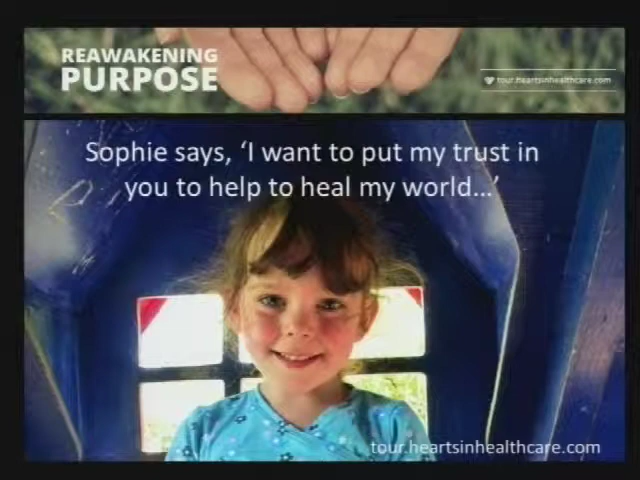 REAWAKENING
PURPOSE
tour.heartsinhealthcare.com
Sophie says, ‘I want to put my trust in
you to help to heal my world...’
tour.heartsinhealthcare.com